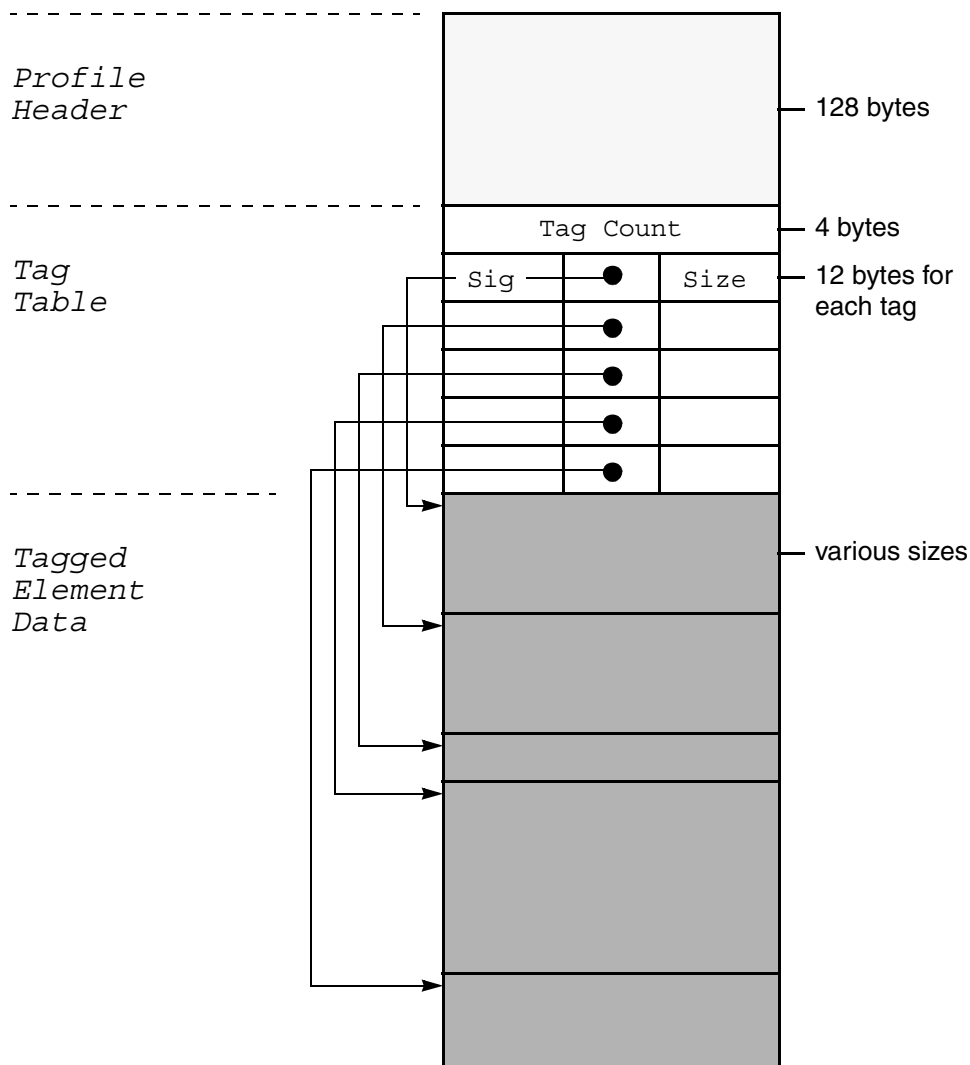 Profile
Header
128 bytes
Tag Count
4 bytes
Tag
Table
Sig
Size
12 bytes for
each tag
Tagged
Element
Data
various sizes